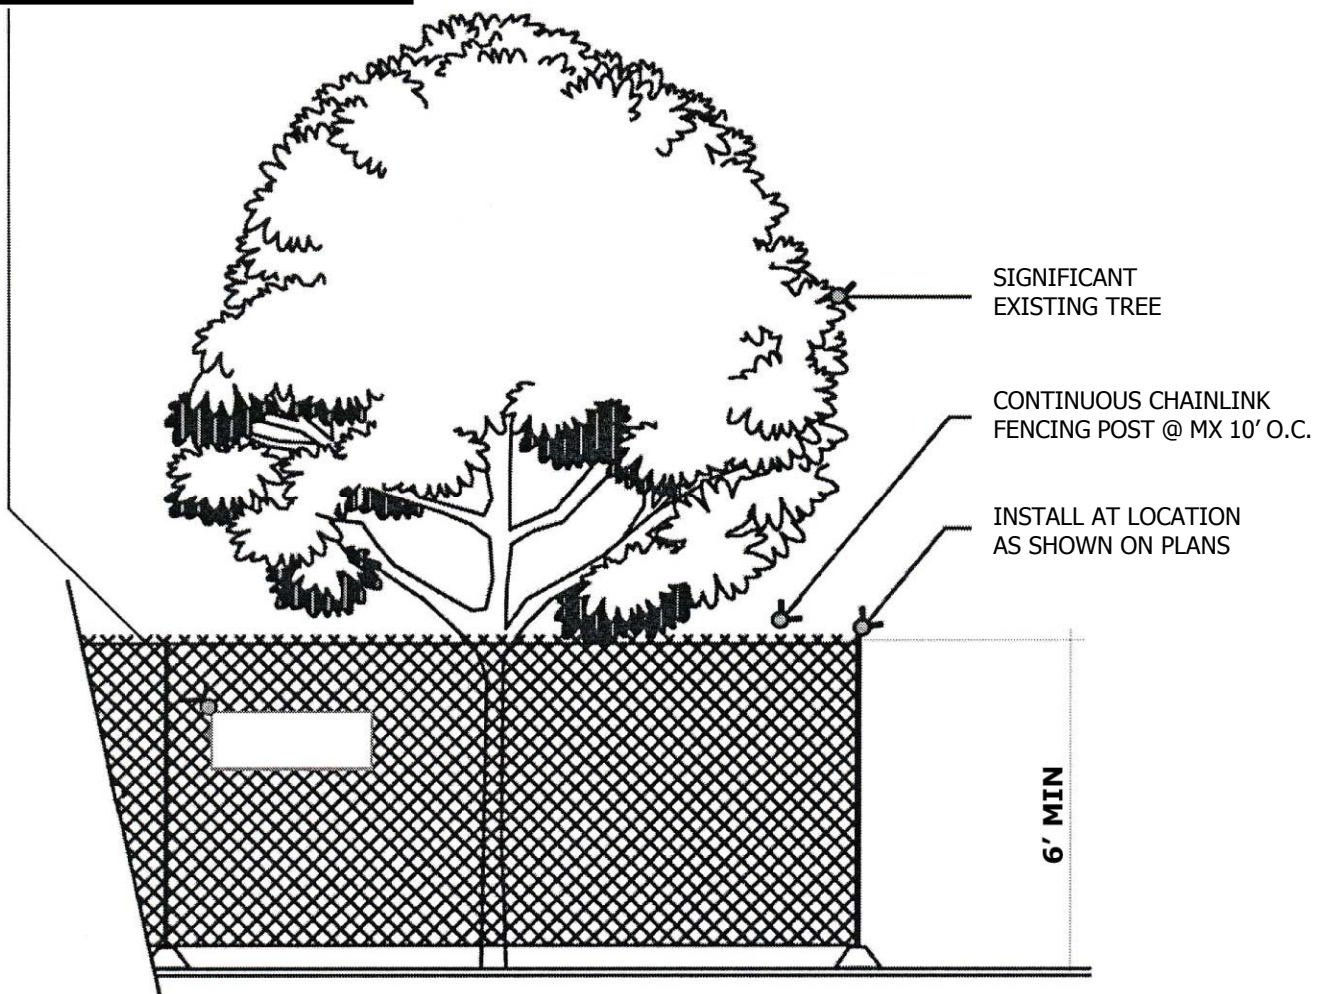 SIGNIFICANT
EXISTING TREE
CONTINUOUS CHAINLINK
FENCING POST @ MX 10' O.C.
INSTALL AT LOCATION
AS SHOWN ON PLANS
6' MIN